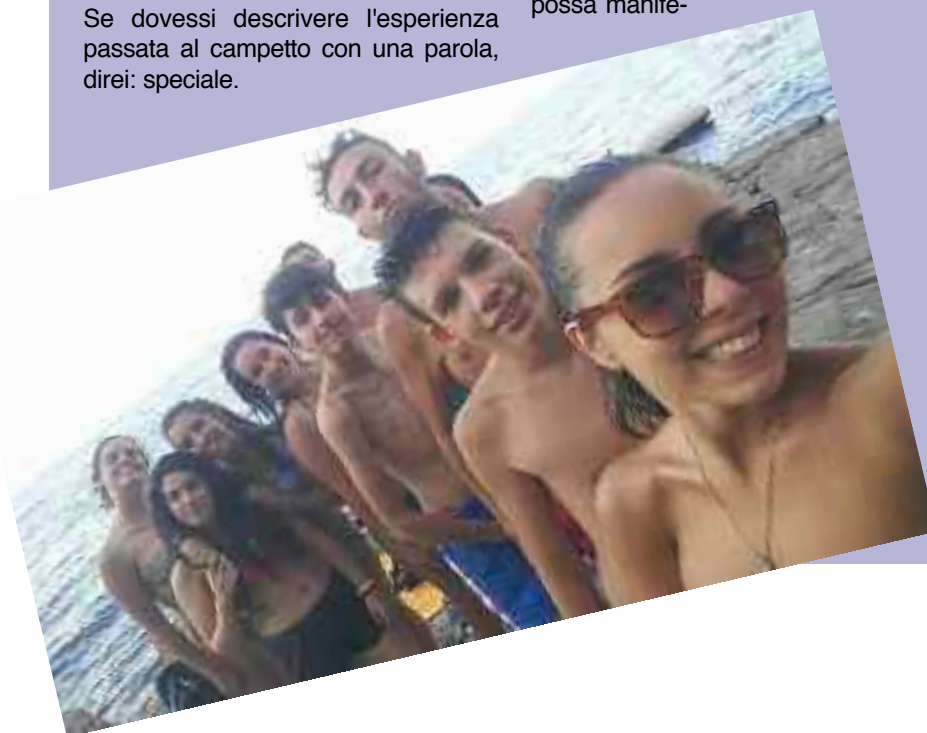 Se dovessi descrivere l'esperienza
passata al campetto con una parola,
direi: speciale.
possa manife-